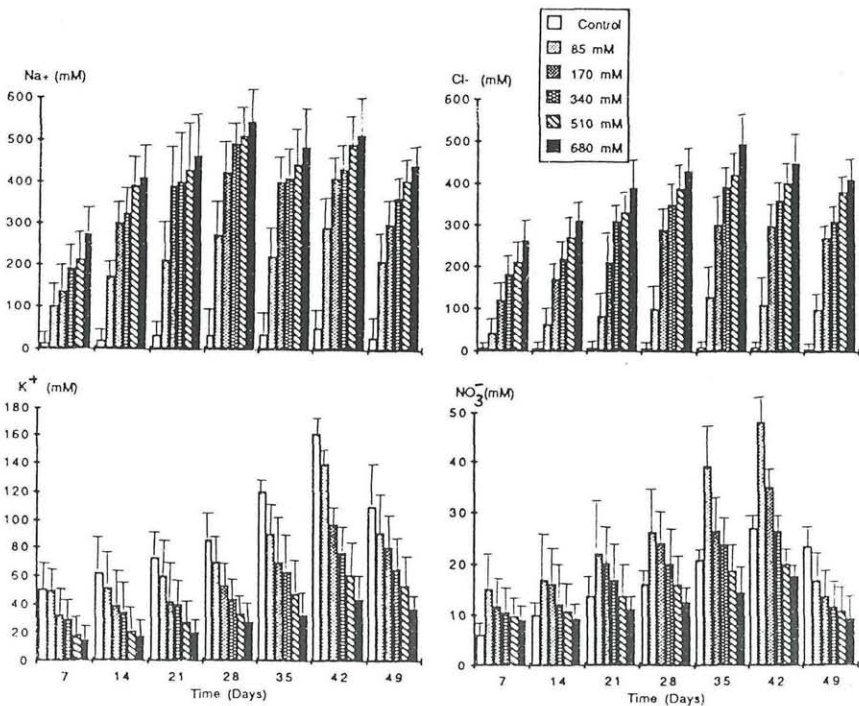 Control
85 mM
170 mM
340 mM
510 mM
680 mM
Na+ (mM)
600
500
400
300
200
100
0
Cl- (mM)
600
500
400
300
200
100
0
K+ (mM)
180
160
140
120
100
80
60
40
20
0
7 14 21 28 35 42 49
Time (Days)
NO3- (mM)
50
40
30
20
10
0
7 14 21 28 35 42 49
Time (Days)